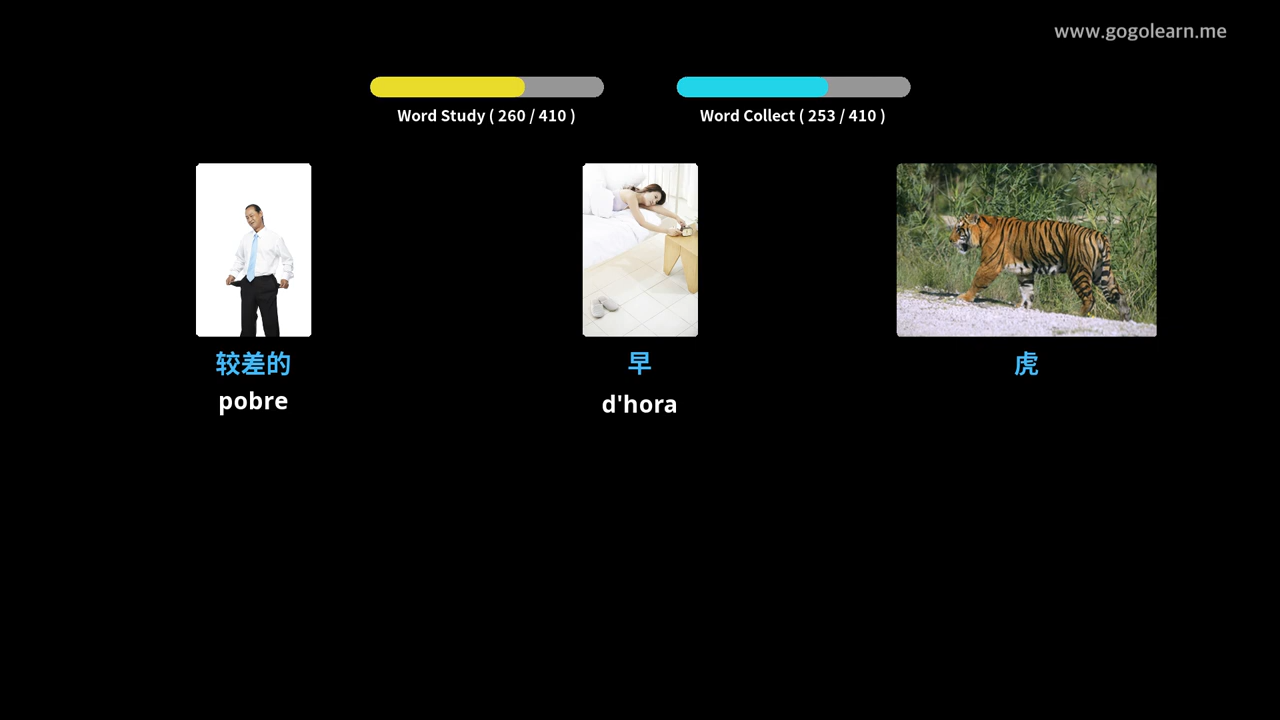 www.gogolearn.me
Word Study ( 260 / 410 )
Word Collect ( 253 / 410 )
较差的
早
虎
pobre
d'hora